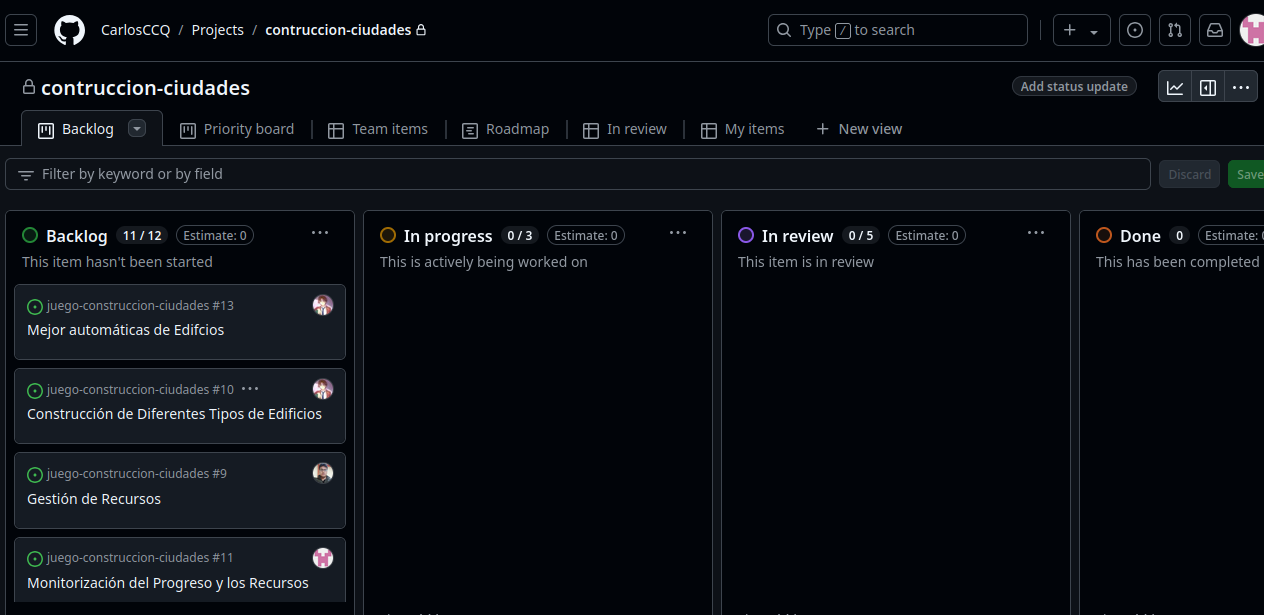 CarlosCCQ / Projects / contruccion-ciudades
Type / to search
contruccion-ciudades
Add status update
Backlog
Priority board
Team items
Roadmap
In review
My items
New view
Filter by keyword or by field
Discard
Save
Backlog 11 / 12 Estimate: 0
This item hasn't been started
juego-construccion-ciudades #13
Mejor automáticas de Edifcios
juego-construccion-ciudades #10
Construcción de Diferentes Tipos de Edificios
juego-construccion-ciudades #9
Gestión de Recursos
juego-construccion-ciudades #11
Monitorización del Progreso y los Recursos
In progress 0 / 3 Estimate: 0
This is actively being worked on
In review 0 / 5 Estimate: 0
This item is in review
Done 0 Estimate: 0
This has been completed